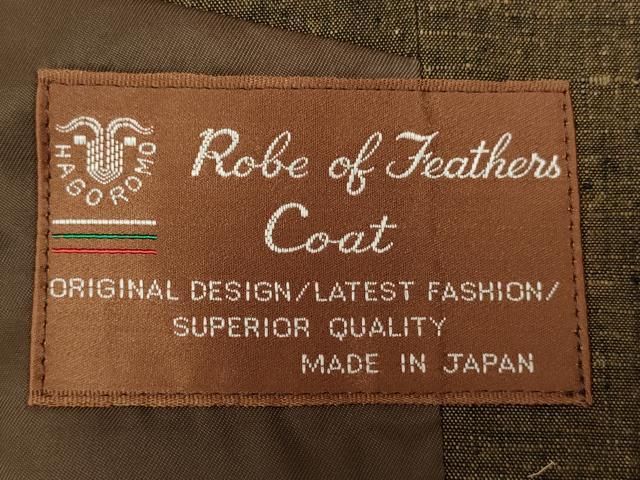 HAGOROMO
Robe of Feathers
Coat
ORIGINAL DESIGN/LATEST FASHION/
SUPERIOR QUALITY
MADE IN JAPAN